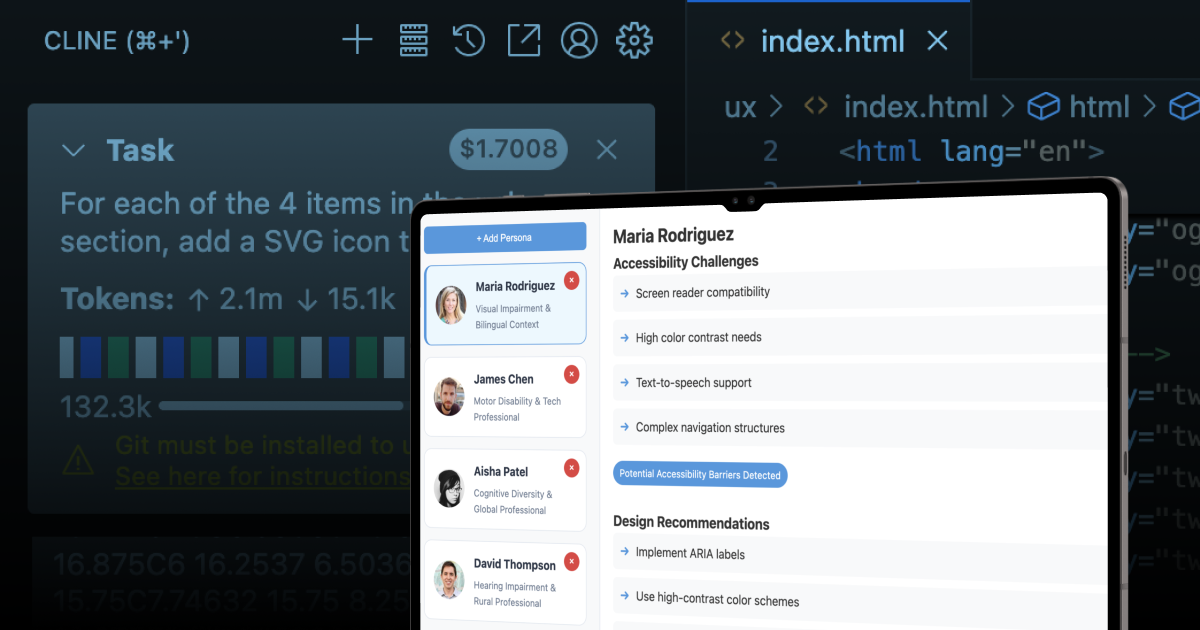 CLINE (⌘+')
Task
$1.7008
For each of the 4 items in the
section, add a SVG icon t
Tokens: ↑ 2.1m ↓ 15.1k
132.3k
Git must be installed to u
See here for instructions
16.875C6 16.2537 6.5036
15.75C7.74632 15.75 8.25
index.html
ux > index.html > html >
2 <html lang="en">
y="og
y="og
-->
y="tw
y="tw
y="tw
y="tw
y="tw
+ Add Persona
Maria Rodriguez
Visual Impairment &
Bilingual Context
James Chen
Motor Disability & Tech
Professional
Aisha Patel
Cognitive Diversity &
Global Professional
David Thompson
Hearing Impairment &
Rural Professional
Maria Rodriguez
Accessibility Challenges
→ Screen reader compatibility
→ High color contrast needs
→ Text-to-speech support
→ Complex navigation structures
Potential Accessibility Barriers Detected
Design Recommendations
→ Implement ARIA labels
→ Use high-contrast color schemes